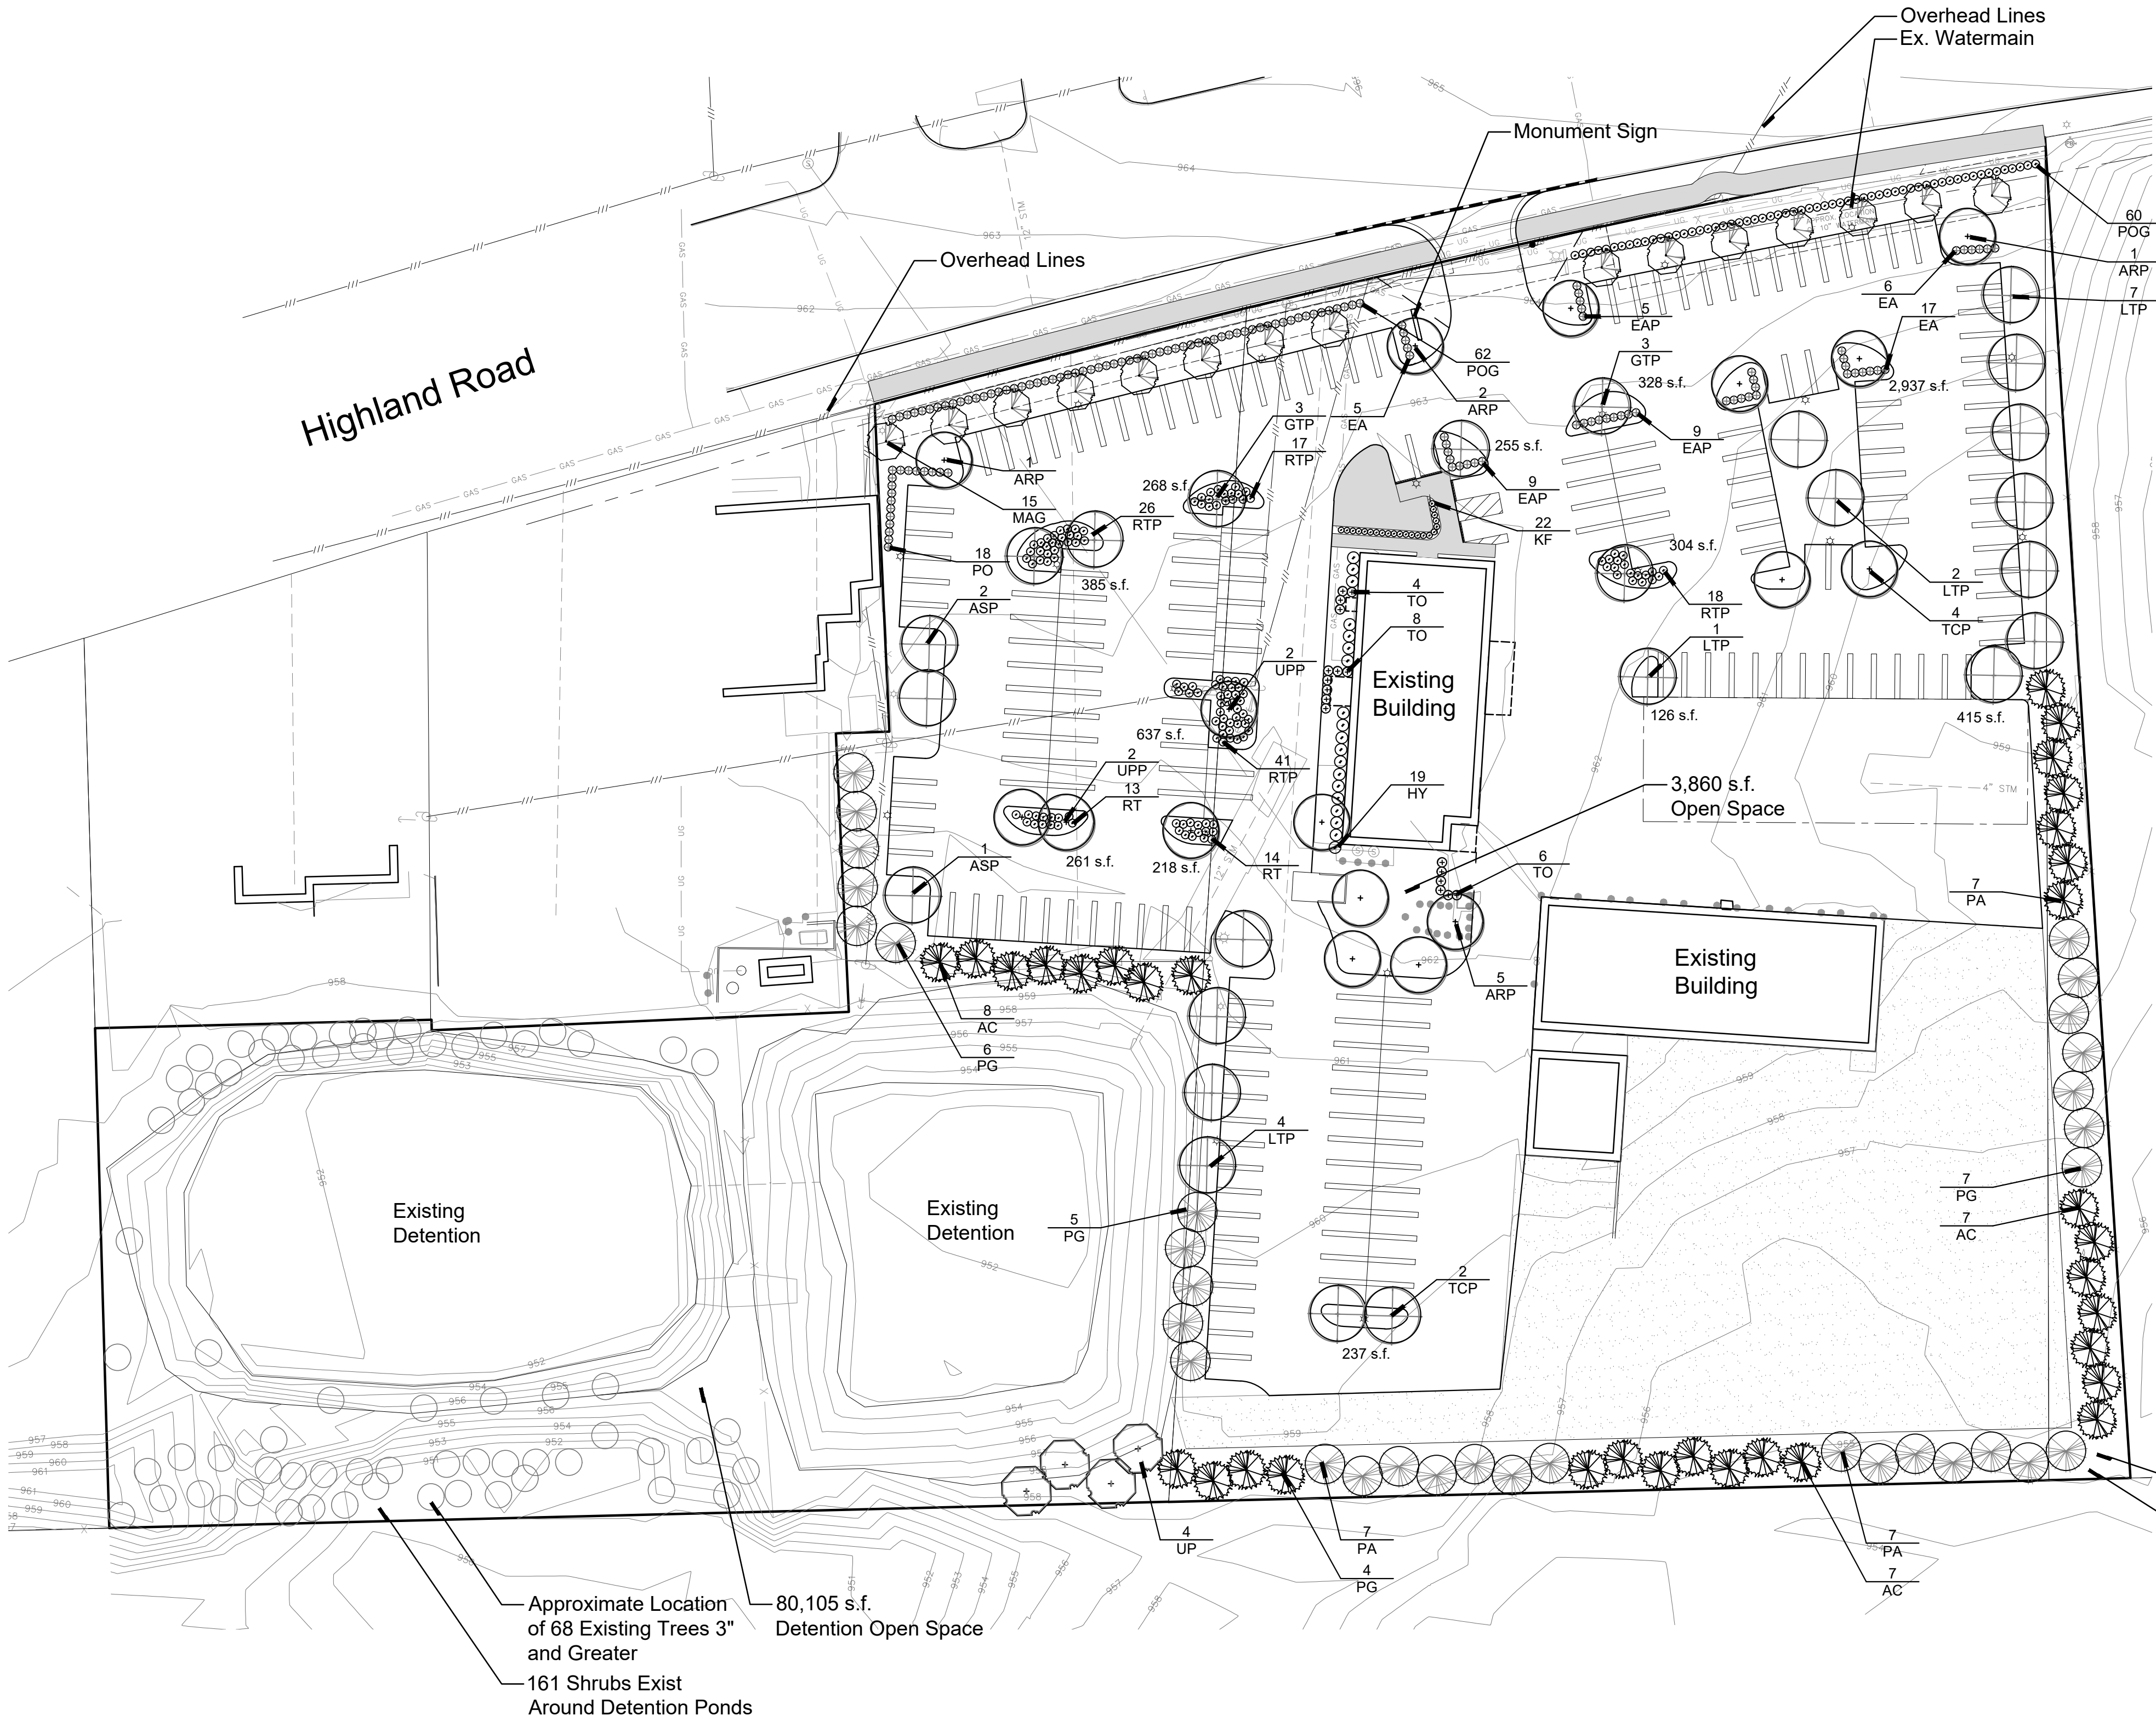 Overhead Lines
Ex. Watermain
Monument Sign
Overhead Lines
Highland Road
60
POG
1
ARP
7
LTP
6
EA
17
EA
5
EAP
3
GTP
328 s.f.
2,937 s.f.
62
POG
2
ARP
5
EA
3
GTP
17
RTP
268 s.f.
255 s.f.
9
EAP
9
EAP
1
ARP
15
MAG
26
RTP
22
KF
18
PO
385 s.f.
304 s.f.
2
ASP
4
TO
8
TO
18
RTP
2
LTP
4
TCP
1
LTP
2
UPP
Existing
Building
126 s.f.
415 s.f.
637 s.f.
41
RTP
2
UPP
13
RT
19
HY
3,860 s.f.
Open Space
4" STM
1
ASP
261 s.f.
218 s.f.
14
RT
12" STM
6
TO
7
PA
Existing
Building
5
ARP
8
AC
6
PG
4
LTP
Existing
Detention
Existing
Detention
5
PG
7
PG
7
AC
2
TCP
237 s.f.
4
UP
7
PA
4
PG
7
PA
7
AC
Approximate Location
of 68 Existing Trees 3"
and Greater
80,105 s.f.
Detention Open Space
161 Shrubs Exist
Around Detention Ponds